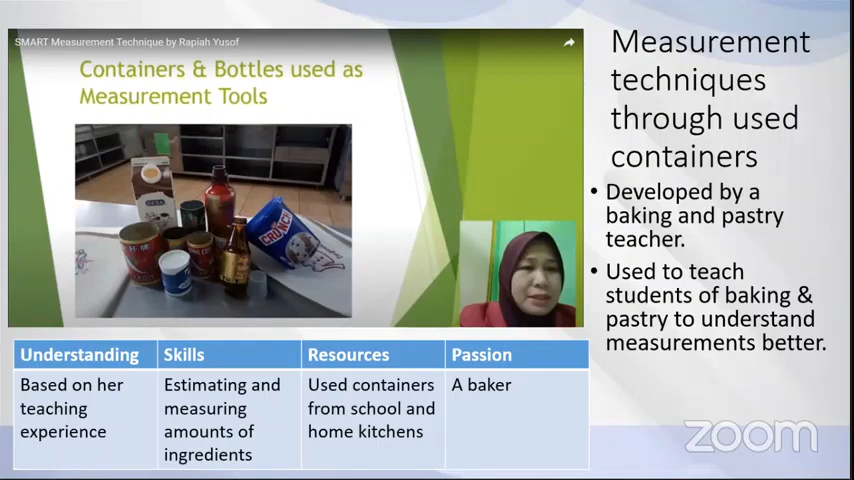 SMART Measurement Technique by Rapiah Yusof
Containers & Bottles used as
Measurement Tools
CRUNCH
Measurement
techniques
through used
containers
• Developed by a
baking and pastry
teacher.
• Used to teach
students of baking &
pastry to understand
measurements better.
Understanding Skills Resources Passion
Based on her Estimating and Used containers A baker
teaching measuring from school and
experience amounts of home kitchens
ingredients
zoom